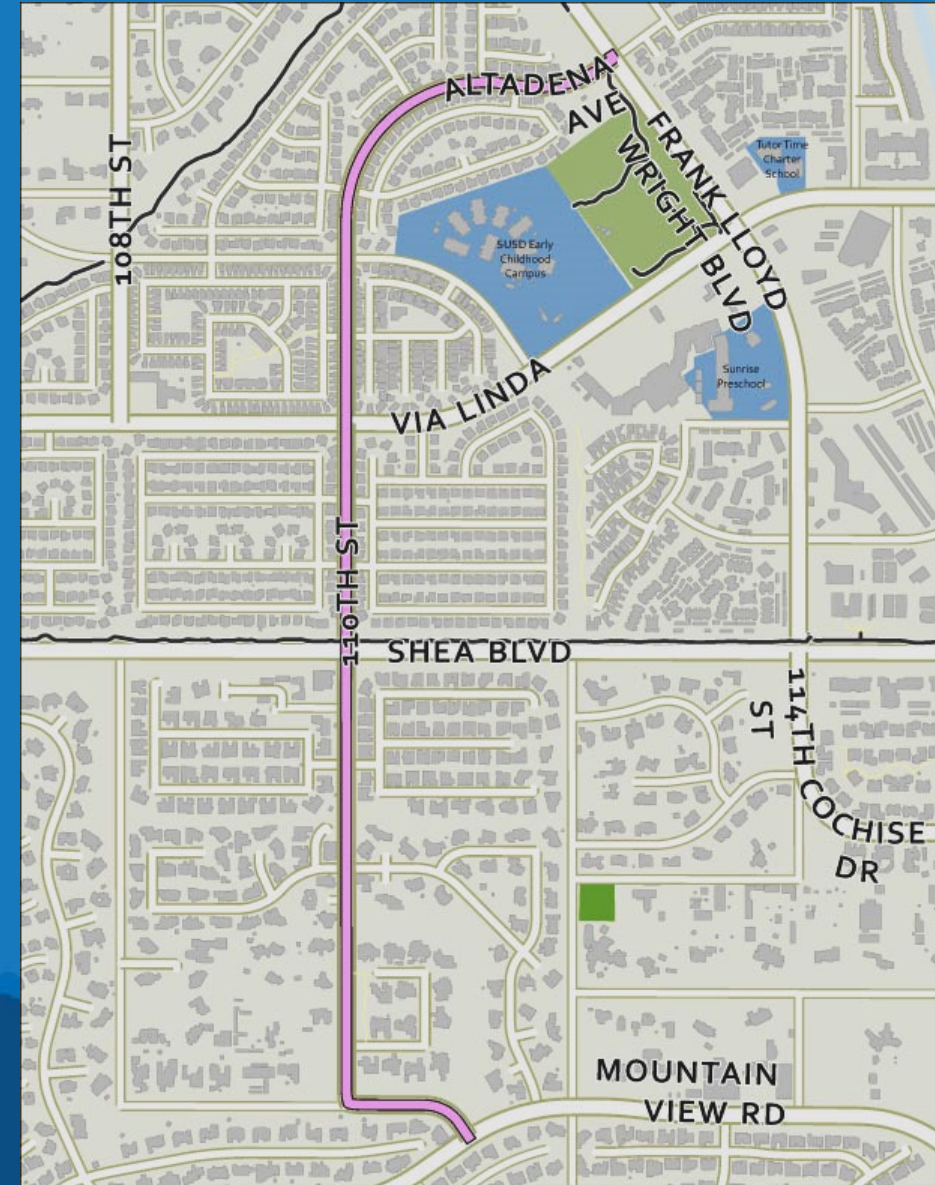 ALTADENA
AVE
FRANK LLOYD
WRIGHT BLVD
Tutor Time
Charter
School
108TH ST
SUSD Early
Childhood
Campus
Sunrise
Preschool
VIA LINDA
110TH ST
SHEA BLVD
114TH
ST
COCHISE
DR
MOUNTAIN
VIEW RD